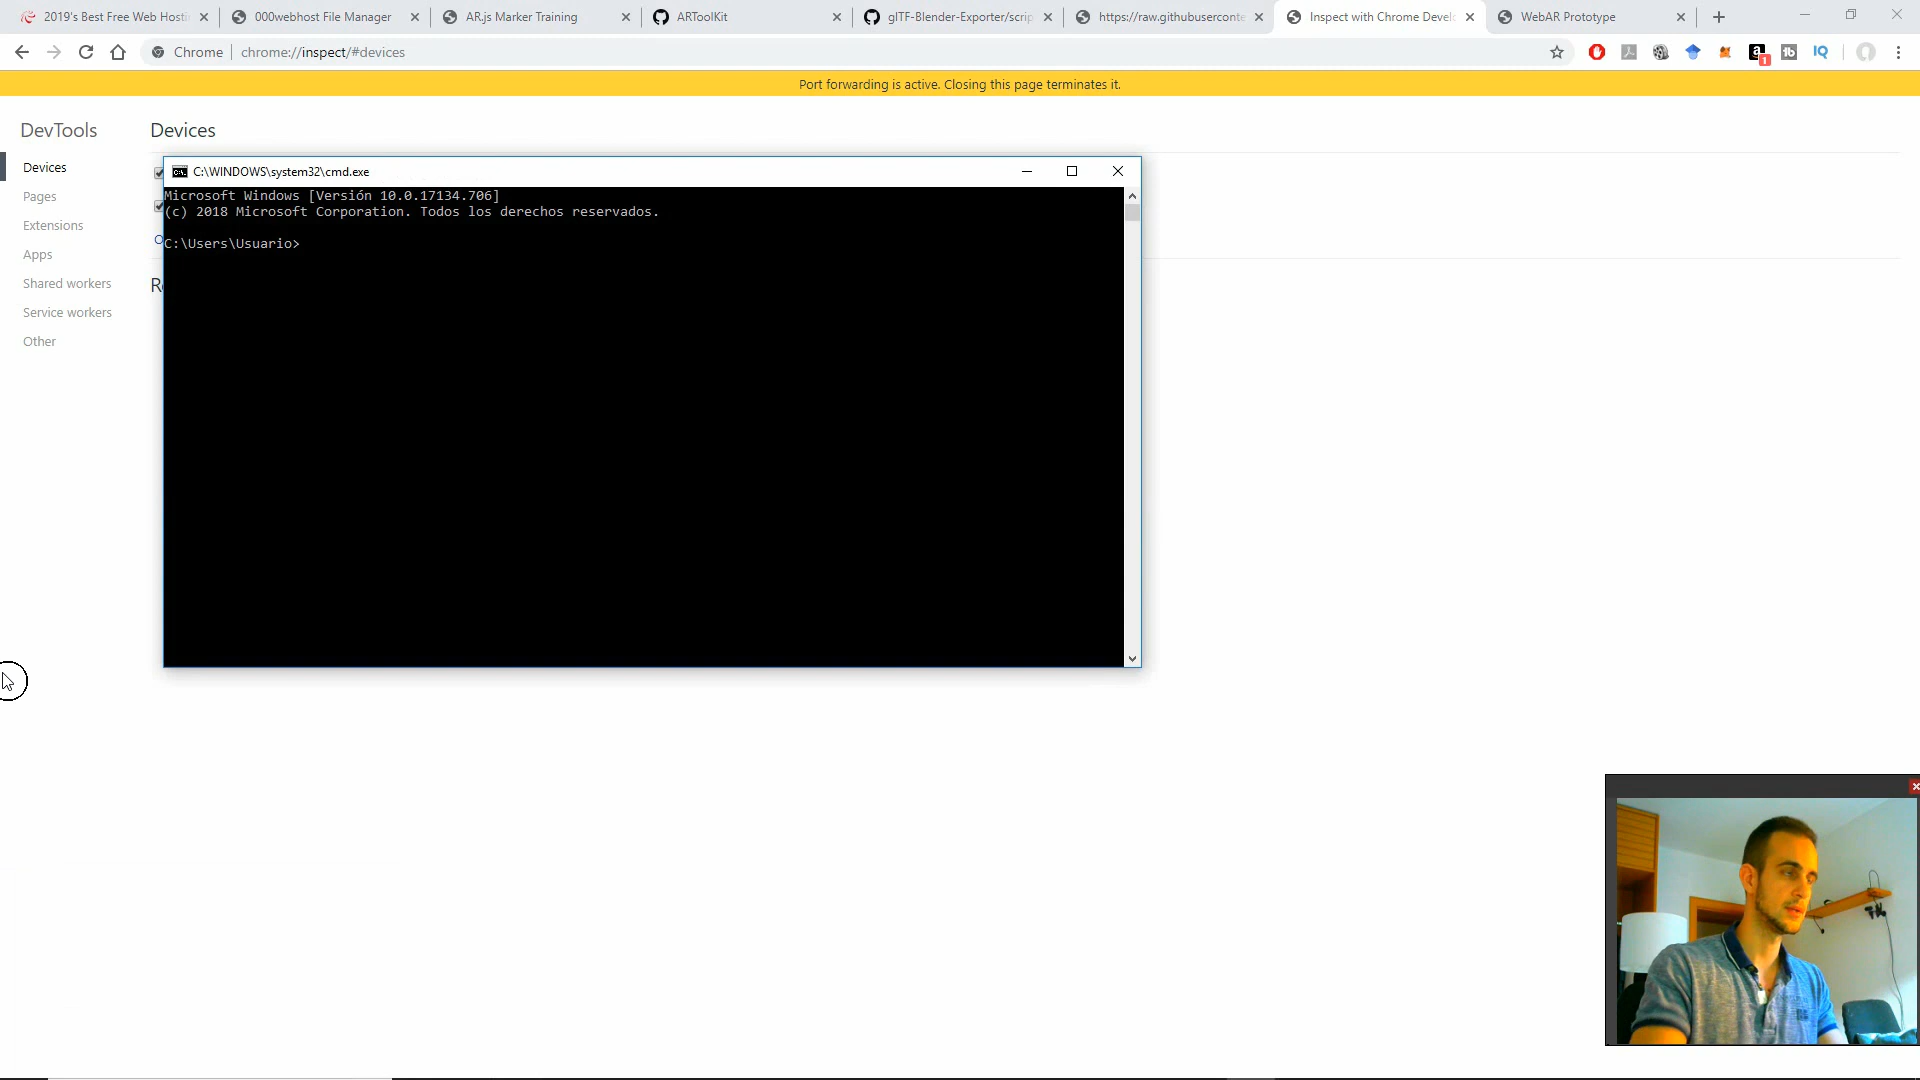 2019's Best Free Web Hosti
000webhost File Manager
AR.js Marker Training
ARToolKit
glTF-Blender-Exporter/scrip
https://raw.githubuserconte
Inspect with Chrome Devel
WebAR Prototype
Chrome
chrome://inspect/#devices
1
IQ
Port forwarding is active. Closing this page terminates it.
DevTools
Devices
Devices
Pages
Extensions
Apps
Shared workers
Service workers
Other
C:\WINDOWS\system32\cmd.exe
Microsoft Windows [Versión 10.0.17134.706]
(c) 2018 Microsoft Corporation. Todos los derechos reservados.
C:\Users\Usuario>